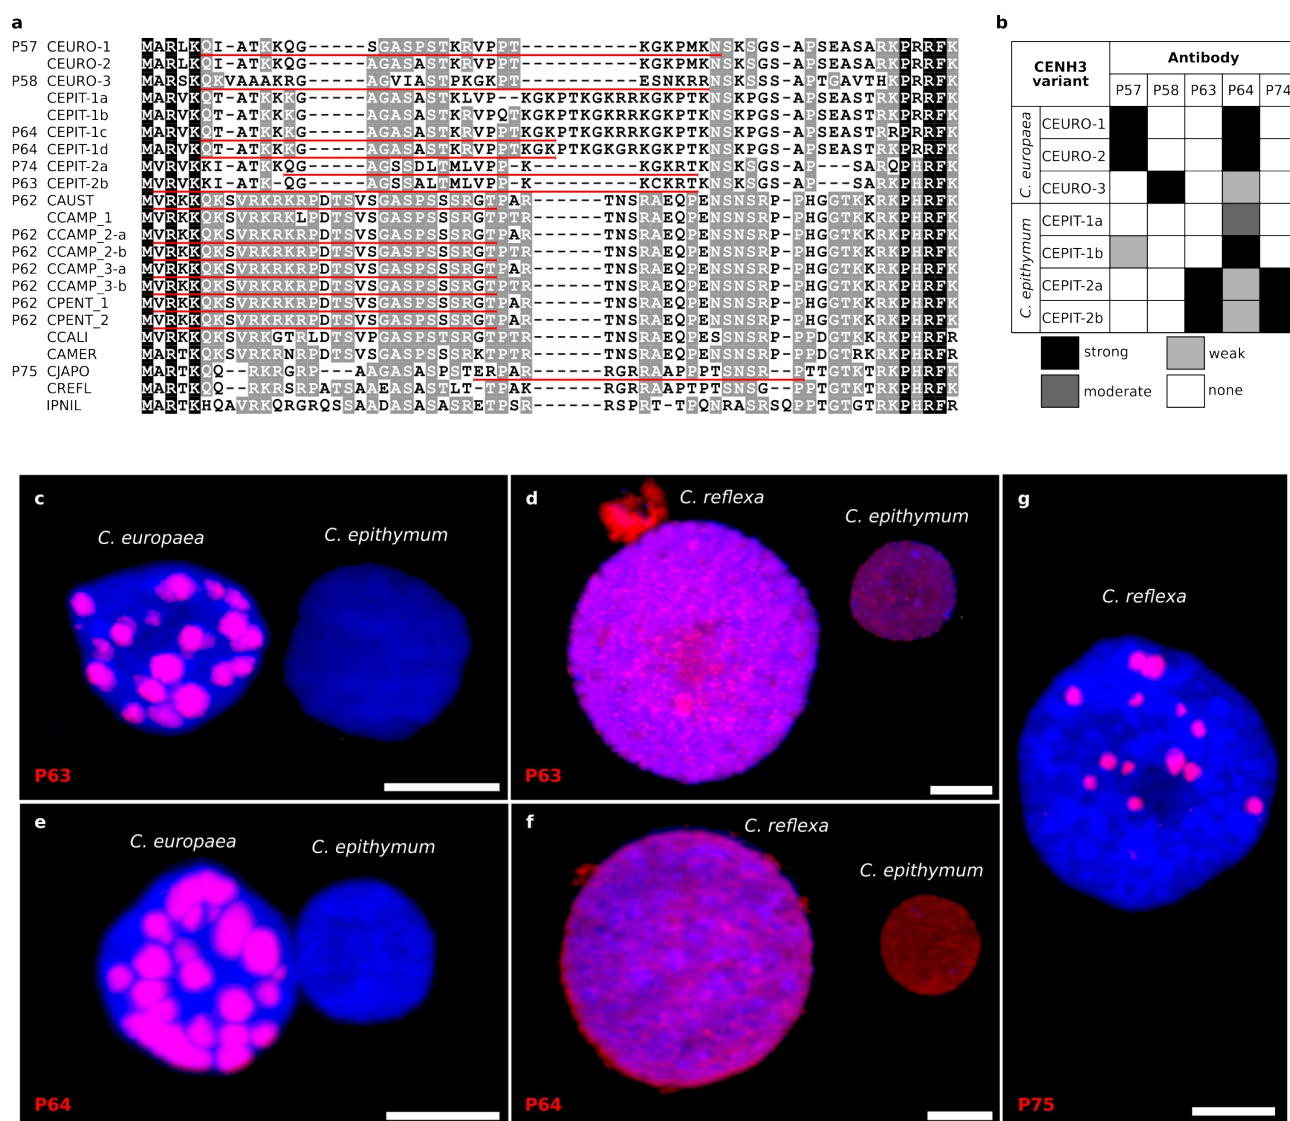 a
P57 CEURO-1 MARLKQI-ATKKQG-----SGASPSTKRVPPT----------KGKPMKNSKSGS-APSEASARKPRRFK
CEURO-2 MARLKQI-ATKKQG-----AGSASTKRVPPT----------KGKPMKNSKSGS-APSEASARKPRRFK
P58 CEURO-3 MARSKQKVAAAKRG-----AGVIASTPKGKPT----------ESNKRRNSKSSS-APTGAVTHKPRRFK
CEPIT-1a MARVKQT-ATKKKG-----AGASASTKLVP--KGKPTKGKRRKGKPTKNSKPGS-APSEASTRKPRRFK
CEPIT-1b MARVKQT-ATKKKG-----AGASASTKRVPQTKGKPTKGKRRKGKPTKNSKPGS-APSEASTRKPRRFK
P64 CEPIT-1c MARVKQT-ATKKKG-----AGASASTKRVPPTKGKPTKGKRRKGKPTKNSKPGS-APSEASTRRPRRFK
P64 CEPIT-1d MARVKQT-ATKKKG-----AGASASTKRVPPTKGKPTKGKGRRKGKPTKNSKPGS-APSEASTRKPRRFK
P74 CEPIT-2a MVRVKKI-ATKKQG-----AGSSDLTMLVPP-K---------KGKRTKNSKSGS-AP---SARQPHRFK
P63 CEPIT-2b MVRVKKI-ATK-QG-----AGSSALTMLVPP-K---------KCKRTKNSKSGS-AP---SARKPHRFK
P62 CAUST MVRKKQKSVRKRKRPDTSVSGASPSSSRGTPAR------TNSRAEQPENSNSRP-PHGGTKKRKPHRFK
CCAMP_1 MVRKKQKSVRKRKLPDTSVSGASPSSSRGTPTR------TNSRAEQPENSNSRP-PHGGTKKRKPHRFK
P62 CCAMP_2-a MVRKKQKSVRKRKRPDTSVSGASPSSSRGTPAR------TNSRAEQPENSNSRP-PHGGTKKRKPHRFK
P62 CCAMP_2-b MVRKKQKSVRKRKRPDTSVSGASPSSSRGTPTR------TNSRAEQPENSNSRP-PHGGTKKRKPHRFK
P62 CCAMP_3-a MVRKKQKSVRKRKRPDTSVSGASPSSSRGTPTR------TNSRAEQPENSNSRP-PHGGTKKRKPHRFK
P62 CCAMP_3-b MVRKKQKSVRKRKRPDTSVSGASPSSSRGTPTR------TNSRAEQPENSNSRP-PHGGTKKRKPHRFK
P62 CPENT_1 MVRKKQKSVRKRKRPDTSVSGASPSSSRGTPAR------TNSRAEQPENSNSRP-PHGGTKKRKPHRFK
P62 CPENT_2 MVRKKQKSVRKRKRPDTSVSGASPSSSRGTPAR------TNSRAEQPENSNSRP-PHGGTKKRKPHRFK
CCALI MVRKKQKSVRKGTRLDTSVPGSTPSSSRGTPAR------TNSRAEQPESSNSRP-PPDGTRKRKPHRFR
CAMER MARTKQKSVRKRNRPDTSVSGASPSSSRKTPTR------TNSRAEQPENSNSRP-PPDGTRKRKPHRFR
P75 CJAPO MARTKQQ--RKRGRP---AAGASASPSTERPAR------RGRRAAPPPTSNSR--PTTGTKRKPHRFK
CREFL MARTKQK--RKRSRPATSAAEASASTLT-TPAK------RGRRAAPTPTSNSG--PPTGTRRKPHRFR
IPNIL MARTKHQAVRKQRGRQSSAADASASASRETPSR------RSPRT-TPQNRASRSQPPTGTGTRKPHRFR
b
CENH3 variant
Antibody
P57 P58 P63 P64 P74
C. europaea
CEURO-1
CEURO-2
CEURO-3
C. epithymum
CEPIT-1a
CEPIT-1b
CEPIT-2a
CEPIT-2b
strong
weak
moderate
none
c
C. europaea
C. epithymum
P63
d
C. reflexa
C. epithymum
P63
e
C. europaea
C. epithymum
P64
f
C. reflexa
C. epithymum
P64
g
C. reflexa
P75